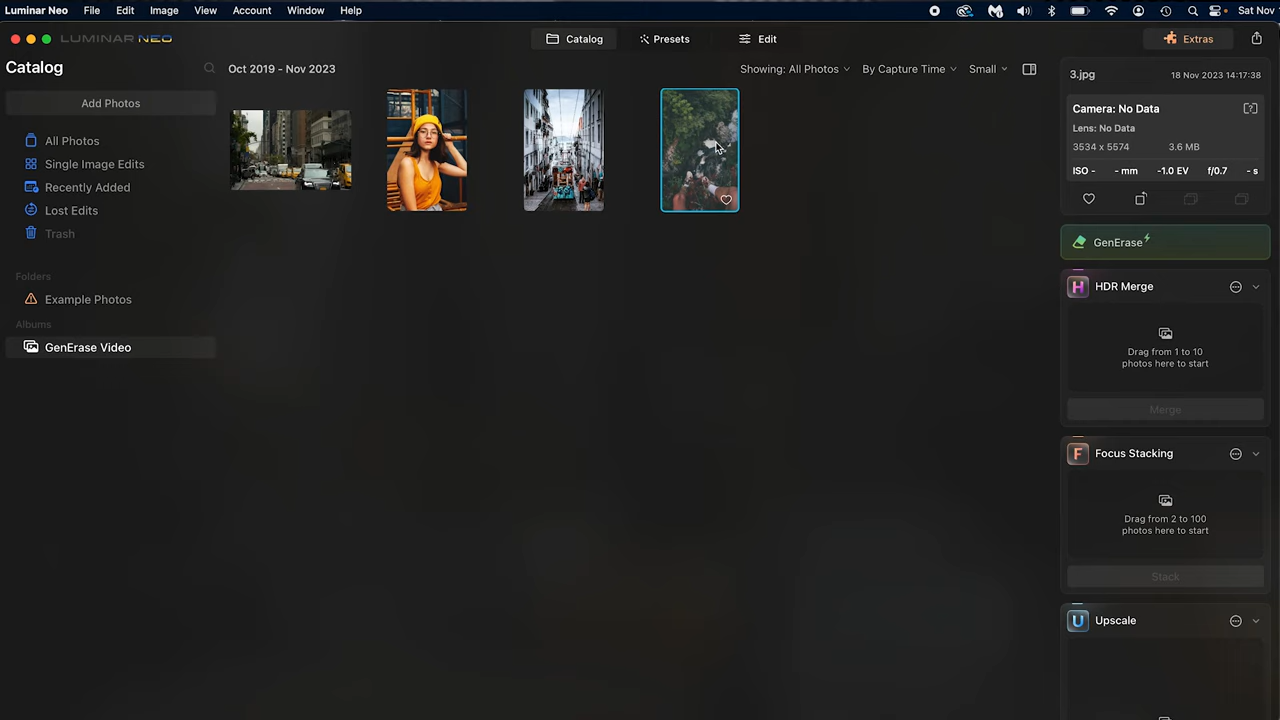 Luminar Neo File Edit Image View Account Window Help Sat Nov
LUMINAR NEO Catalog Presets Edit Extras
Catalog Oct 2019 - Nov 2023 Showing: All Photos By Capture Time Small
Add Photos
All Photos
Single Image Edits
Recently Added
Lost Edits
Trash
Folders
Example Photos
Albums
GenErase Video
3.jpg 18 Nov 2023 14:17:38
Camera: No Data
Lens: No Data
3534 x 5574 3.6 MB
ISO - - mm -1.0 EV f/0.7 - s
GenErase
H HDR Merge
Drag from 1 to 10
photos here to start
Merge
F Focus Stacking
Drag from 2 to 100
photos here to start
Stack
U Upscale